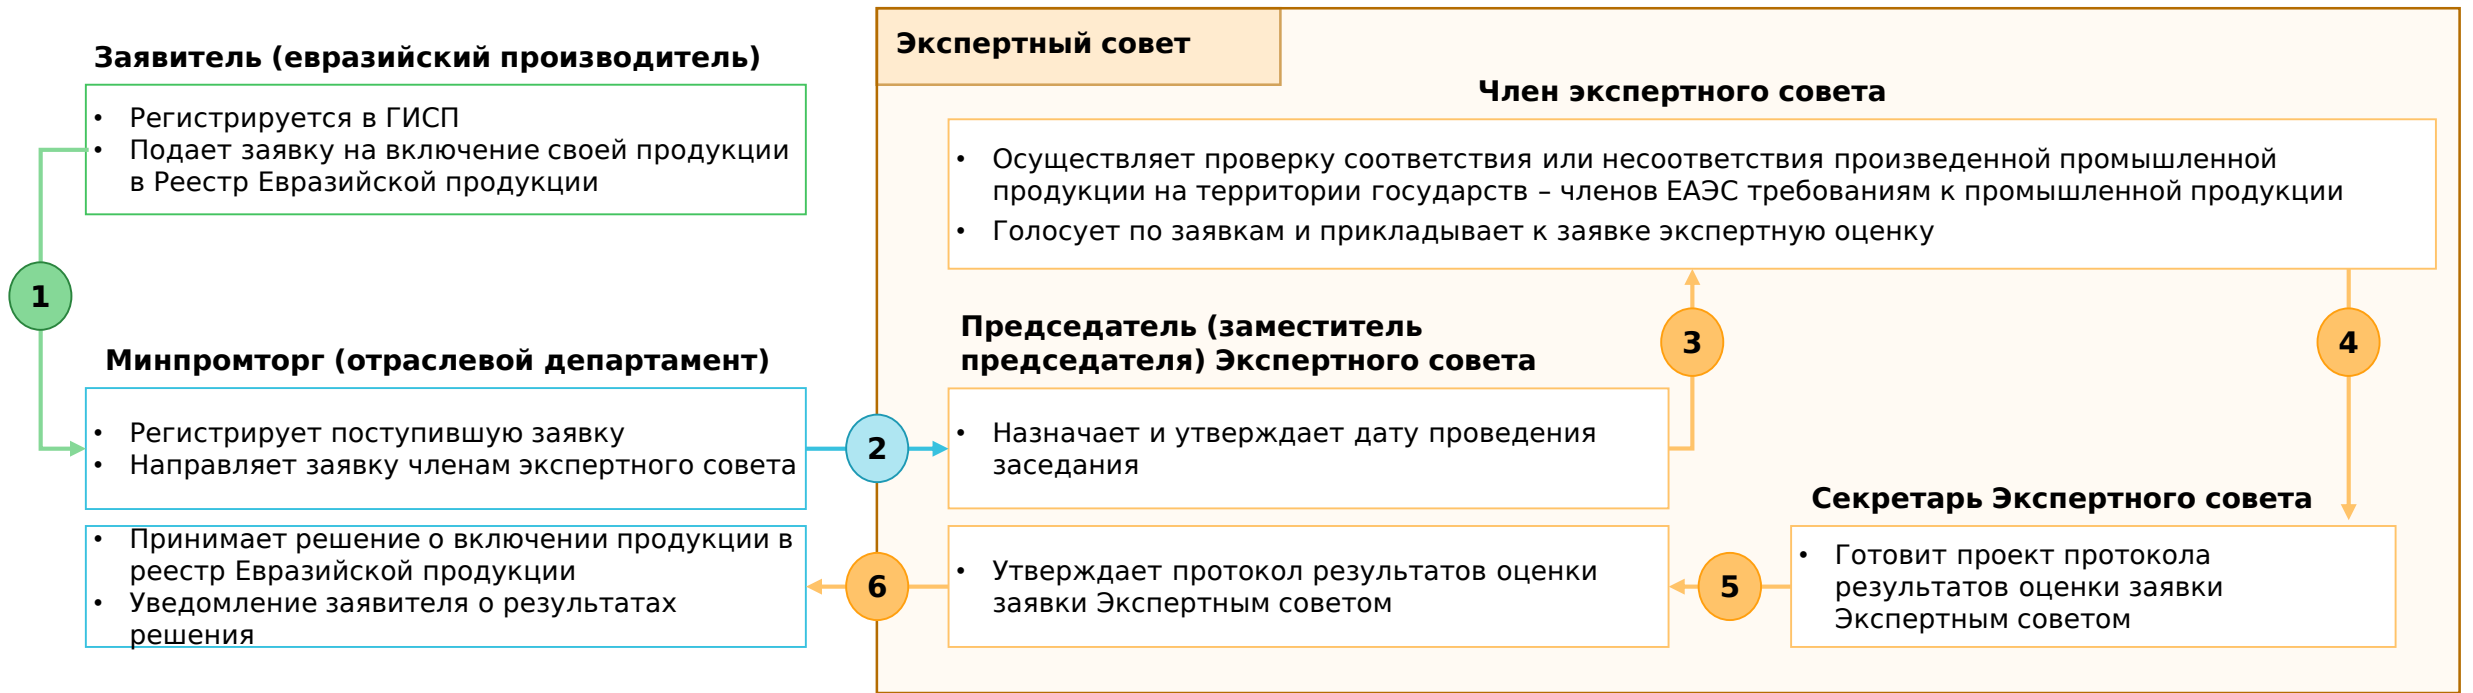 Заявитель (евразийский производитель)
• Регистрируется в ГИСП
• Подает заявку на включение своей продукции
в Реестр Евразийской продукции
1
Минпромторг (отраслевой департамент)
• Регистрирует поступившую заявку
• Направляет заявку членам экспертного совета
2
Экспертный совет
Член экспертного совета
• Осуществляет проверку соответствия или несоответствия произведенной промышленной
продукции на территории государств – членов ЕАЭС требованиям к промышленной продукции
• Голосует по заявкам и прикладывает к заявке экспертную оценку
Председатель (заместитель
председателя) Экспертного совета
• Назначает и утверждает дату проведения
заседания
3
4
Секретарь Экспертного совета
• Готовит проект протокола
результатов оценки заявки
Экспертным советом
5
• Утверждает протокол результатов оценки
заявки Экспертным советом
6
• Принимает решение о включении продукции в
реестр Евразийской продукции
• Уведомление заявителя о результатах
решения